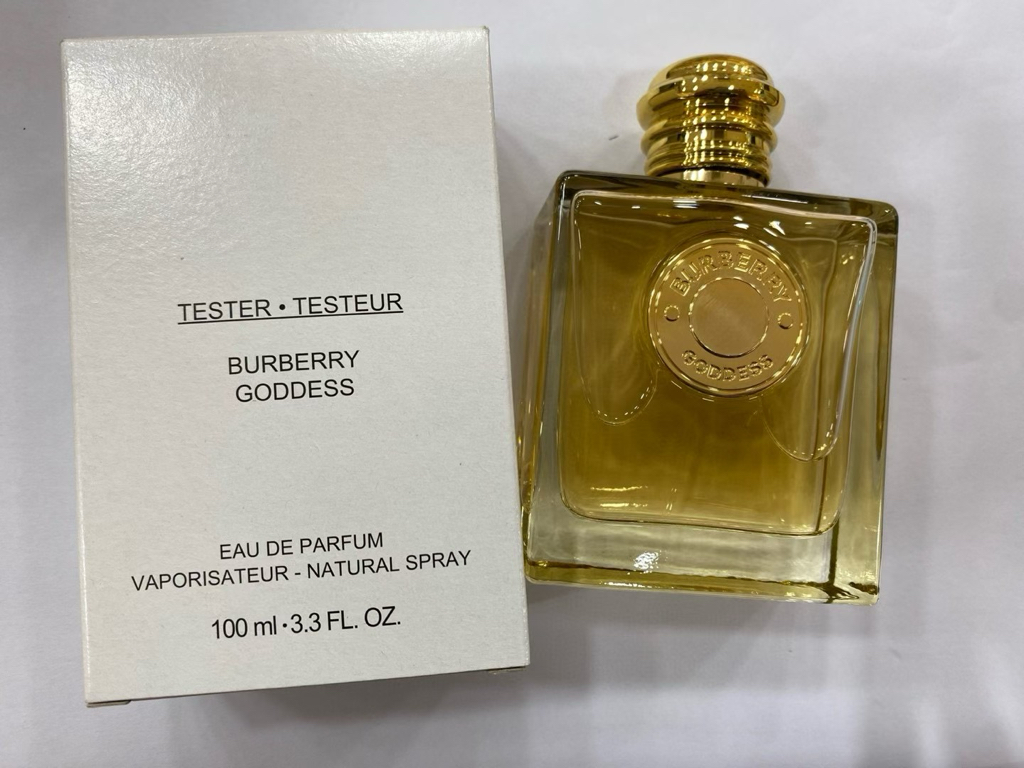 TESTER • TESTEUR
BURBERRY
GODDESS
EAU DE PARFUM
VAPORISATEUR - NATURAL SPRAY
100 ml • 3.3 FL. OZ.
BURBERRY
GODDESS